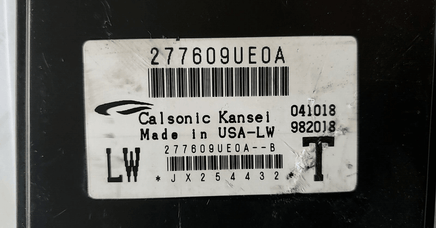 277609UE0A
Calsonic Kansei 041018
Made in USA-LW 982018
LW 277609UE0A--B T
*JX254432*